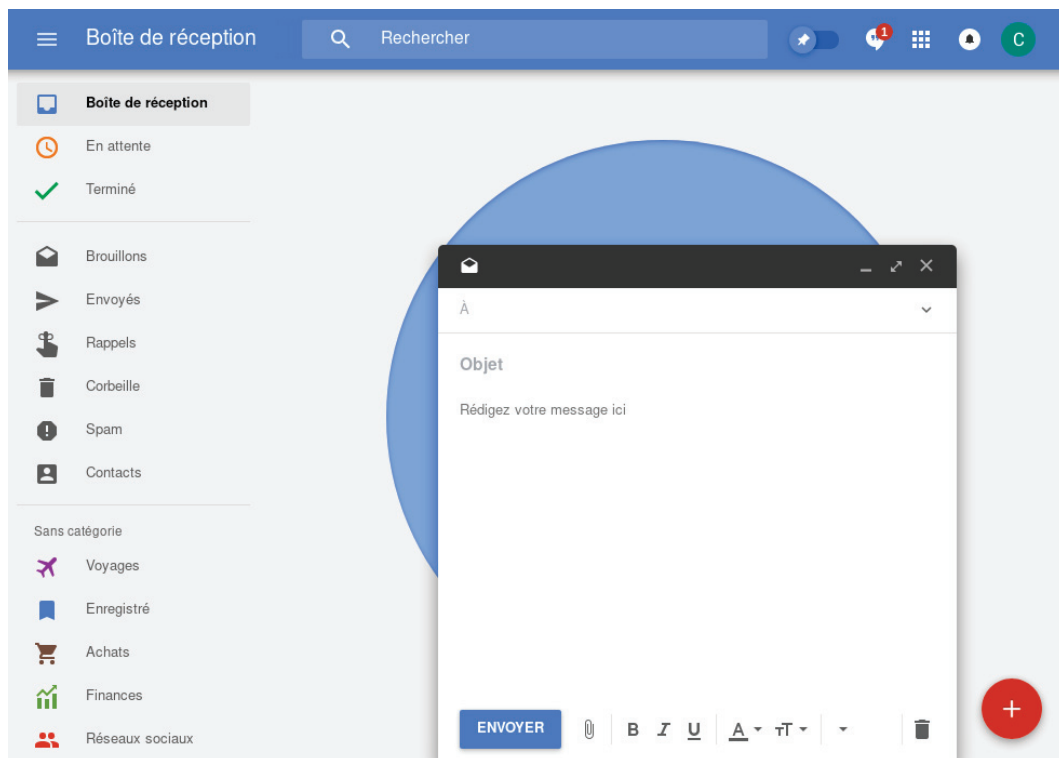 Boîte de réception
Rechercher
1
C
Boîte de réception
En attente
Terminé
Brouillons
Envoyés
Rappels
Corbeille
Spam
Contacts
Sans catégorie
Voyages
Enregistré
Achats
Finances
Réseaux sociaux
À
Objet
Rédigez votre message ici
ENVOYER B I U A TT